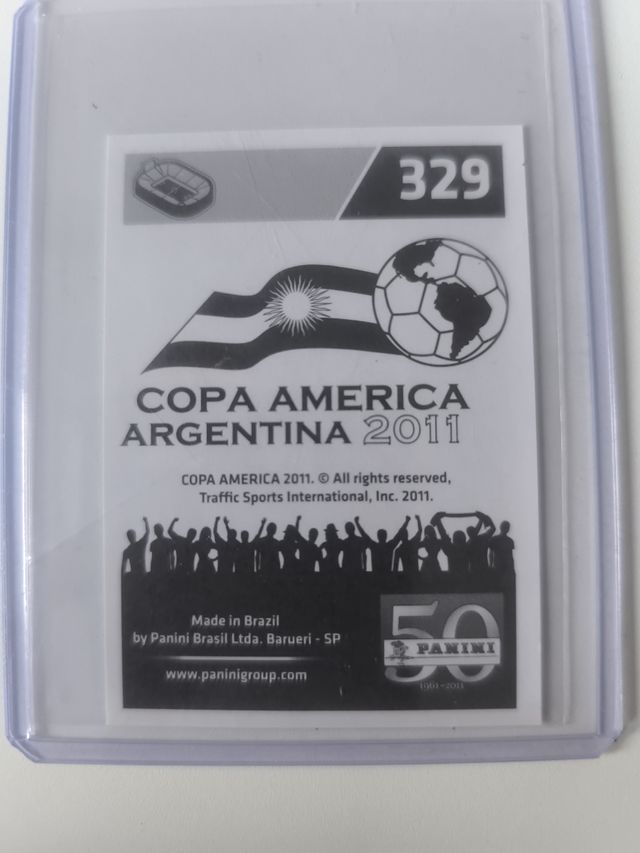 329
COPA AMERICA
ARGENTINA 2011
COPA AMERICA 2011. © All rights reserved,
Traffic Sports International, Inc. 2011.
Made in Brazil
by Panini Brasil Ltda. Barueri - SP
www.paninigroup.com
50
PANINI
1961-2011